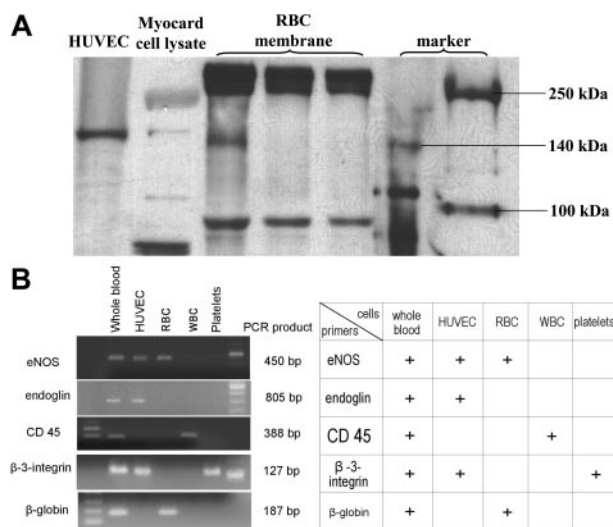 A
HUVEC
Myocard
cell lysate
RBC
membrane
marker
250 kDa
140 kDa
100 kDa
B
Whole blood
HUVEC
RBC
WBC
Platelets
PCR product
eNOS 450 bp
endoglin 805 bp
CD 45 388 bp
β-3-integrin 127 bp
β-globin 187 bp
cells
primers
whole
blood
HUVEC
RBC
WBC
platelets
eNOS + + +
endoglin + +
CD 45 + +
β -3-
integrin + + +
β-globin + +